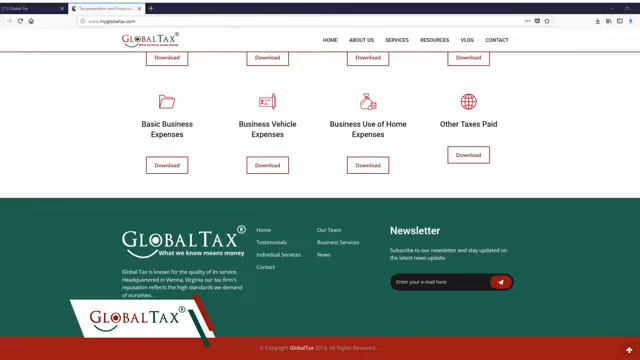 (1) Global Tax
Tax preparation and Financial
www.myglobaltax.com
GLOBALTAX®
What we know means money
HOME ABOUT US SERVICES RESOURCES VLOG CONTACT
Download Download Download Download
Basic Business Expenses
Business Vehicle Expenses
Business Use of Home Expenses
Other Taxes Paid
Download Download Download Download
GLOBALTAX®
What we know means money
Global Tax is known for the quality of its service.
Headquartered in Vienna, Virginia our tax firm's
reputation reflects the high standards we demand
of ourselves.
Home
Testimonials
Individual Services
Contact
Our Team
Business Services
News
Newsletter
Subscribe to our newsletter and stay updated on
the latest news update.
Enter your e-mail here
GLOBALTAX®
© Copyright GlobalTax 2018. All Rights Reserved.